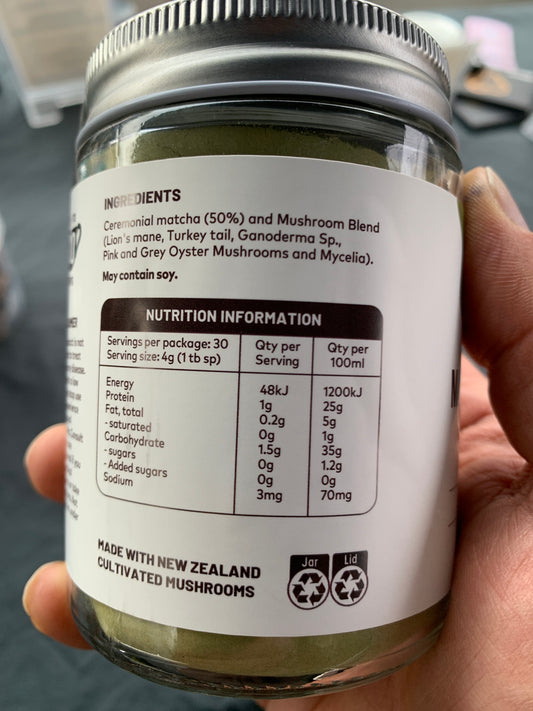 INGREDIENTS
Ceremonial matcha (50%) and Mushroom Blend
(Lion's mane, Turkey tail, Ganoderma Sp.,
Pink and Grey Oyster Mushrooms and Mycelia).
May contain soy.
NUTRITION INFORMATION
Servings per package: 30
Serving size: 4g (1 tb sp)
Qty per
Serving
Qty per
100ml
Energy 48kJ 1200kJ
Protein 1g 25g
Fat, total 0.2g 5g
- saturated 0g 1g
Carbohydrate 1.5g 35g
- sugars 0g 1.2g
- Added sugars 0g 0g
Sodium 3mg 70mg
MADE WITH NEW ZEALAND
CULTIVATED MUSHROOMS
Jar
Lid